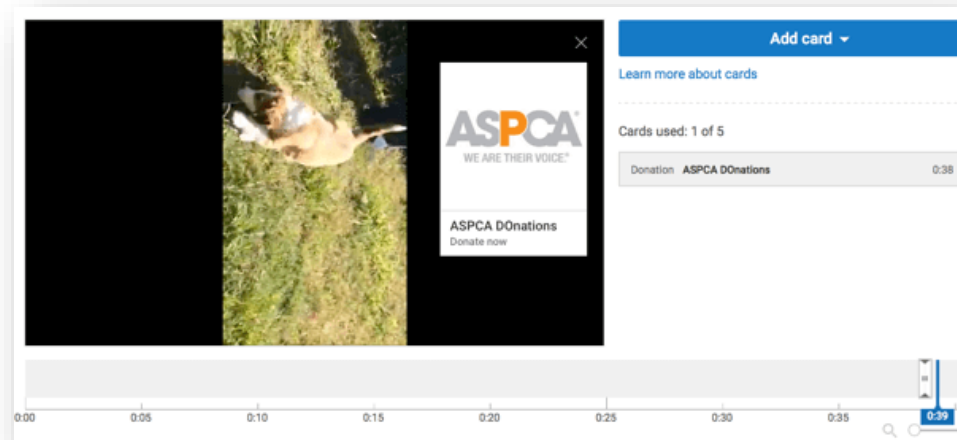 Add card
Learn more about cards
Cards used: 1 of 5
Donation ASPCA DOnations 0:38
ASPCA
WE ARE THEIR VOICE.®
ASPCA DOnations
Donate now
0:00 0:05 0:10 0:15 0:20 0:25 0:30 0:35 0:39